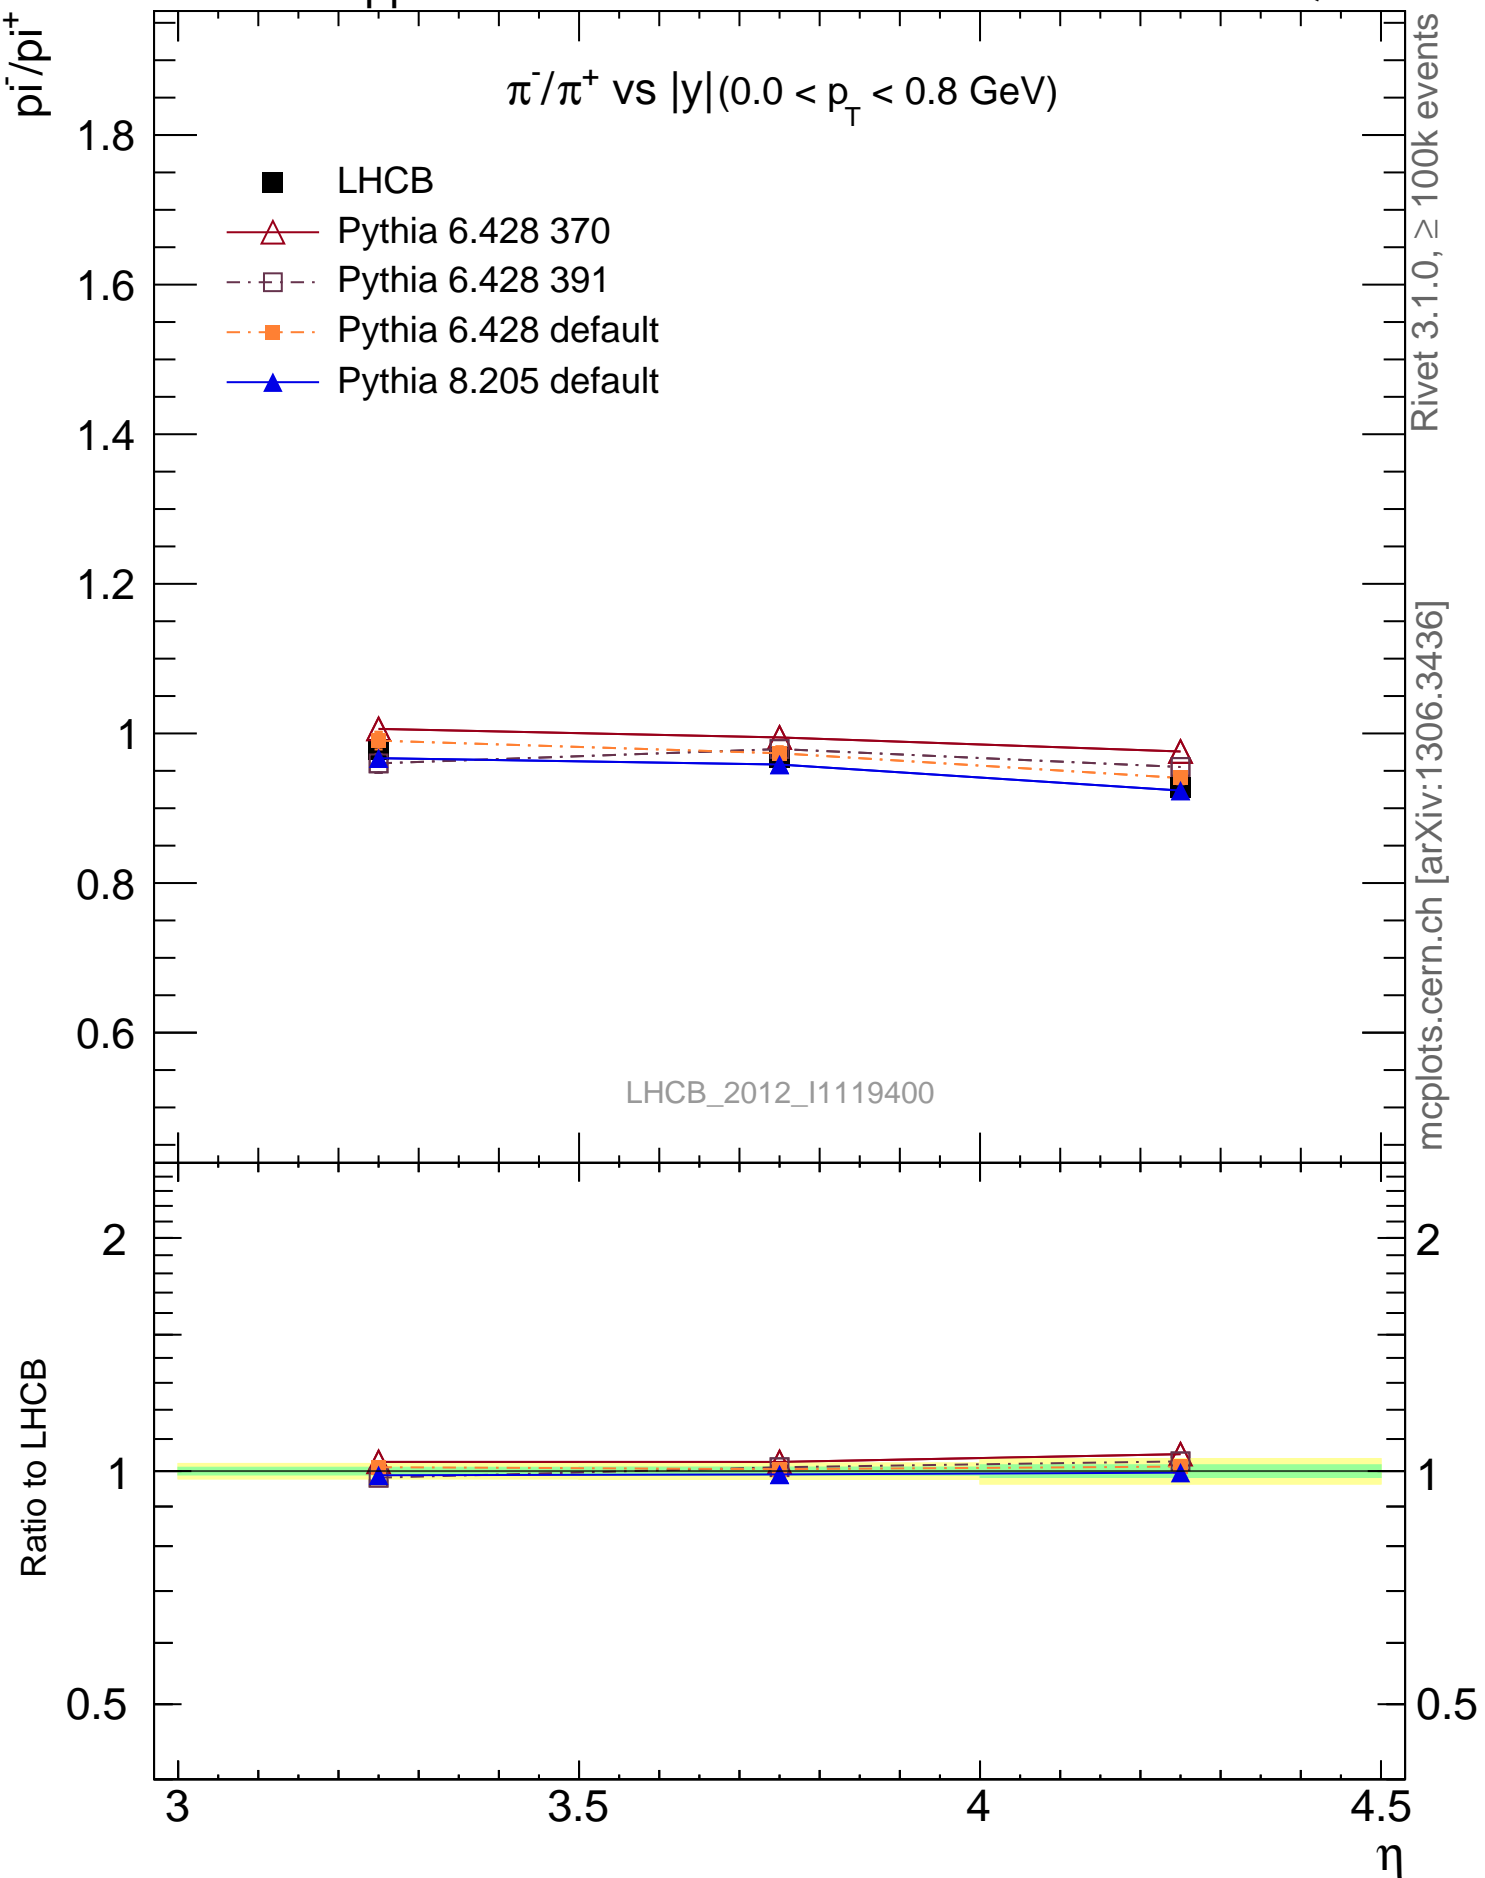 pi⁻/pi⁺
π⁻/π⁺ vs |y| (0.0 < p_T < 0.8 GeV)
LHCB
Pythia 6.428 370
Pythia 6.428 391
Pythia 6.428 default
Pythia 8.205 default
1.8
1.6
1.4
1.2
1
0.8
0.6
LHCB_2012_I1119400
Rivet 3.1.0, ≥ 100k events
mcplots.cern.ch [arXiv:1306.3436]
Ratio to LHCB
2
1
0.5
2
1
0.5
3
3.5
4
4.5
η